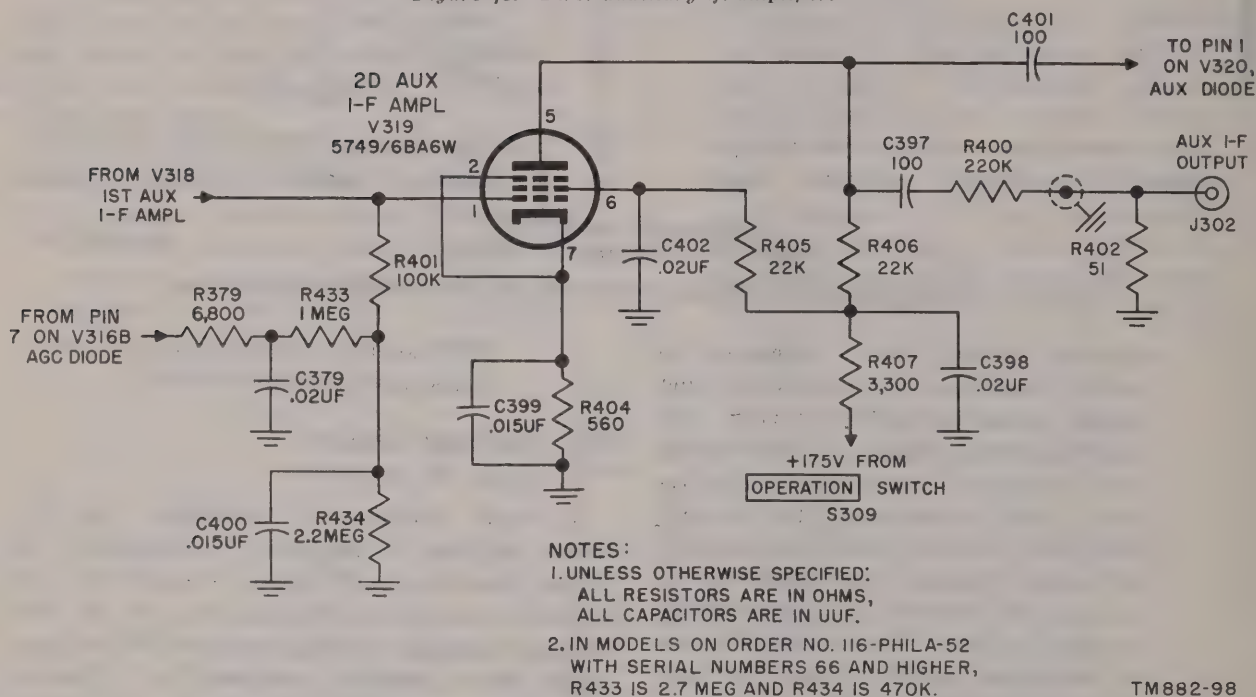 C401
100
TO PIN 1
ON V320,
AUX DIODE
2D AUX
I-F AMPL
V319
5749/6BA6W
5
2
1
6
7
FROM V318
1ST AUX
I-F AMPL
C397
100
R400
220K
AUX I-F
OUTPUT
J302
R402
51
C402
.02UF
R405
22K
R406
22K
R401
100K
R379
6,800
R433
1 MEG
FROM PIN
7 ON V316B
AGC DIODE
C379
.02UF
C399
.015UF
R404
560
R407
3,300
C398
.02UF
+175V FROM
OPERATION SWITCH
S309
C400
.015UF
R434
2.2MEG
NOTES:
1. UNLESS OTHERWISE SPECIFIED:
ALL RESISTORS ARE IN OHMS,
ALL CAPACITORS ARE IN UUF.
2. IN MODELS ON ORDER NO. 116-PHILA-52
WITH SERIAL NUMBERS 66 AND HIGHER,
R433 IS 2.7 MEG AND R434 IS 470K.
TM882-98